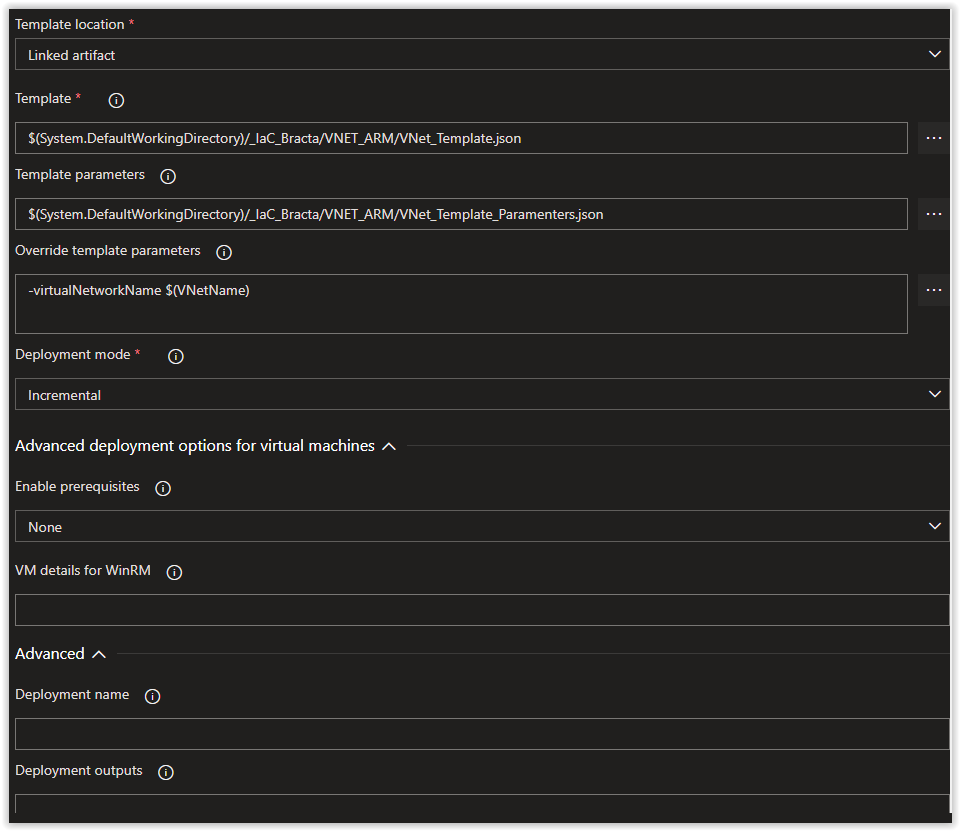 Template location *
Linked artifact
Template *
$(System.DefaultWorkingDirectory)/_IaC_Bracta/VNET_ARM/VNet_Template.json
Template parameters
$(System.DefaultWorkingDirectory)/_IaC_Bracta/VNET_ARM/VNet_Template_Paramenters.json
Override template parameters
-virtualNetworkName $(VNetName)
Deployment mode *
Incremental
Advanced deployment options for virtual machines
Enable prerequisites
None
VM details for WinRM
Advanced
Deployment name
Deployment outputs